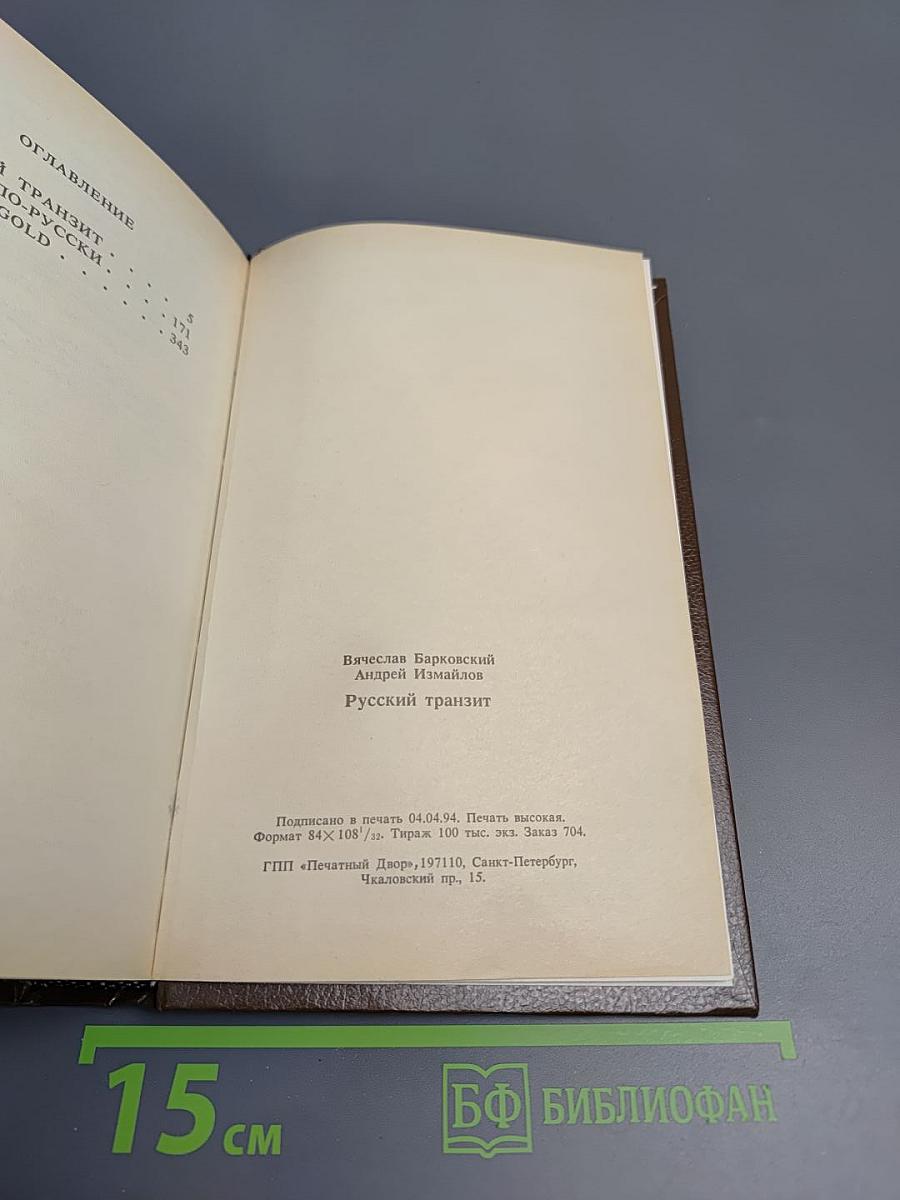 ОГЛАВЛЕНИЕ
Й ТРАНЗИТ . . . . 5
ПО-РУССКИ . . . . 171
GOLD . . . . . 343
Вячеслав Барковский
Андрей Измайлов
Русский транзит
Подписано в печать 04.04.94. Печать высокая.
Формат 84×108¹/₃₂. Тираж 100 тыс. экз. Заказ 704.
ГПП «Печатный Двор», 197110, Санкт-Петербург,
Чкаловский пр., 15.
15 см
БФ БИБЛИОФАН